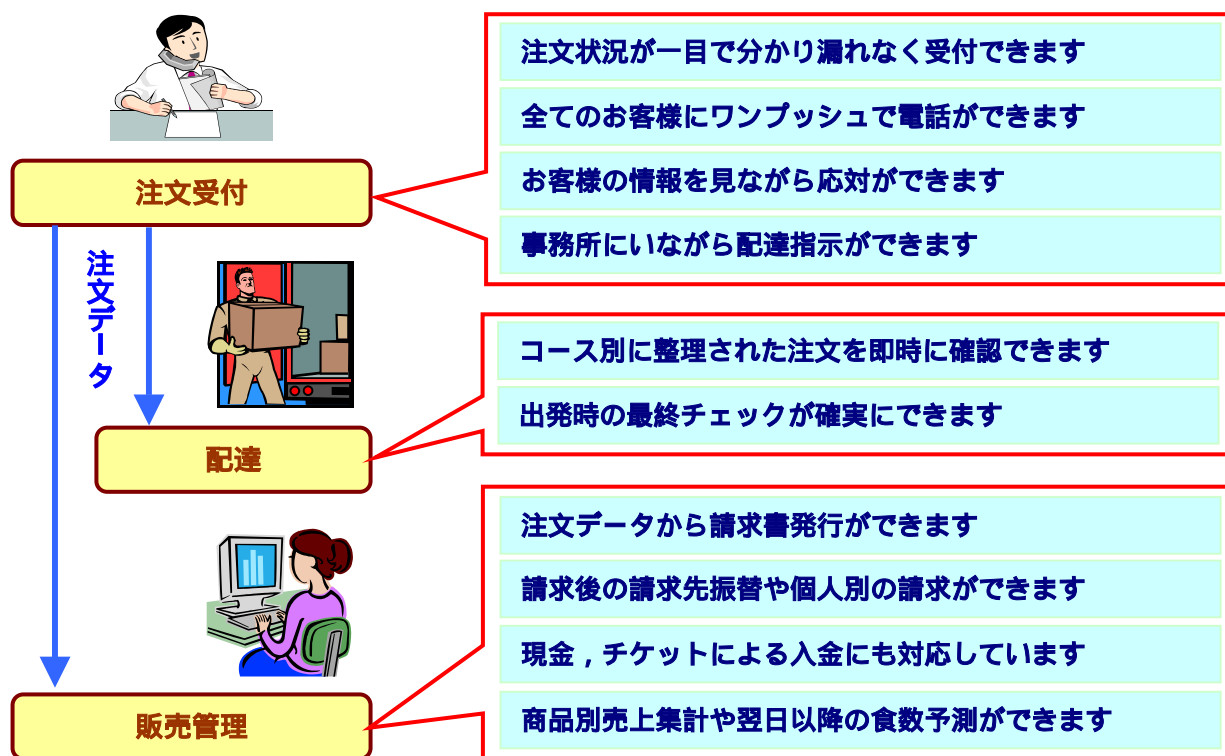 注文状況が一目で分かり漏れなく受付できます
全てのお客様にワンプッシュで電話ができます
お客様の情報を見ながら応対ができます
事務所にいながら配達指示ができます
注文受付
注文データ
コース別に整理された注文を即時に確認できます
出発時の最終チェックが確実にできます
配達
注文データから請求書発行ができます
請求後の請求先振替や個人別の請求ができます
現金，チケットによる入金にも対応しています
商品別売上集計や翌日以降の食数予測ができます
販売管理